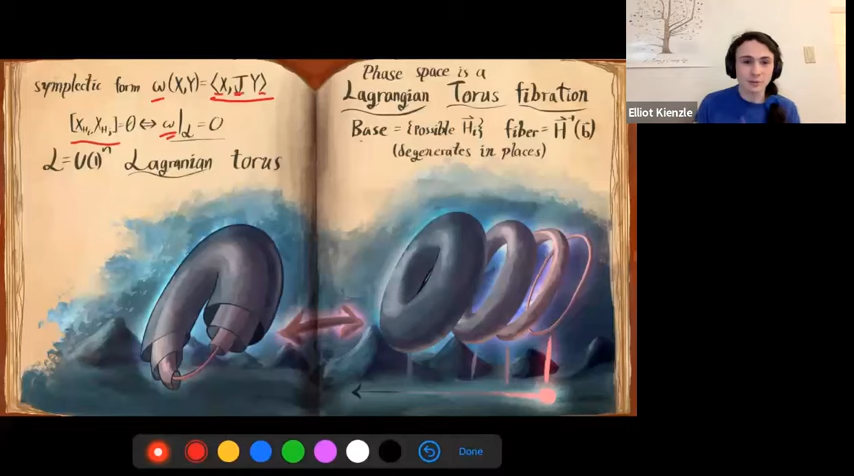 symplectic form ω(X,Y)=⟨X,JY⟩
[X_H₁,X_H₂]=0 ⟺ ω|_L=0
L=U(1)ⁿ Lagranian torus
Phase space is a
Lagrangian Torus fibration
Base = {possible H⃗} fiber=H⃗⁻¹(b⃗)
(degenerates in places)
Elliot Kienzle
Done